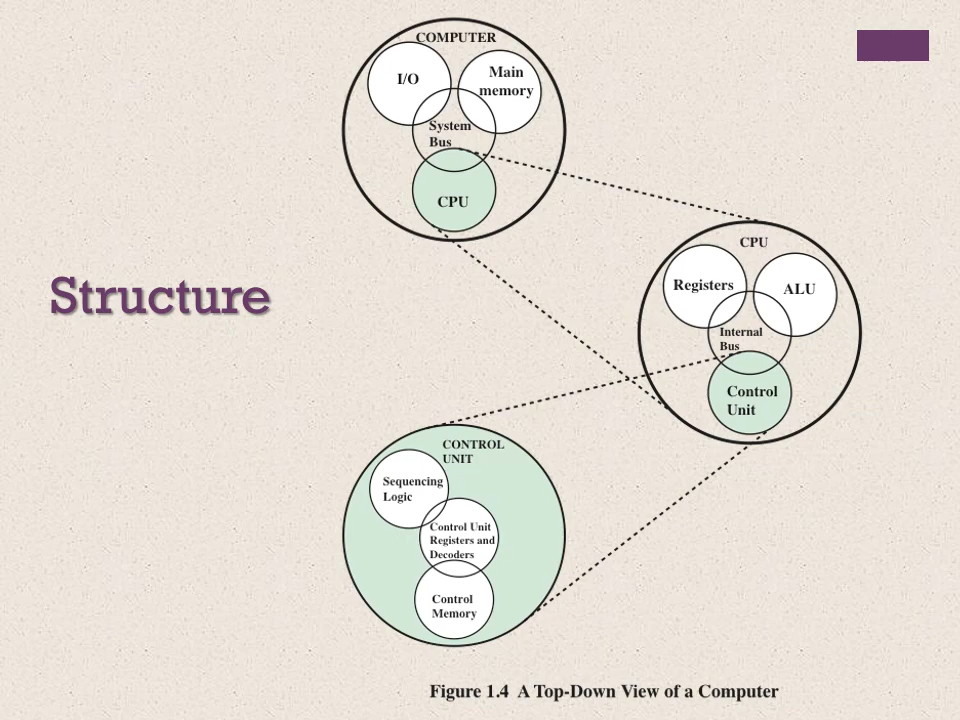 COMPUTER
I/O
Main
memory
System
Bus
CPU
Structure
CPU
Registers
ALU
Internal
Bus
Control
Unit
CONTROL
UNIT
Sequencing
Logic
Control Unit
Registers and
Decoders
Control
Memory
Figure 1.4 A Top-Down View of a Computer